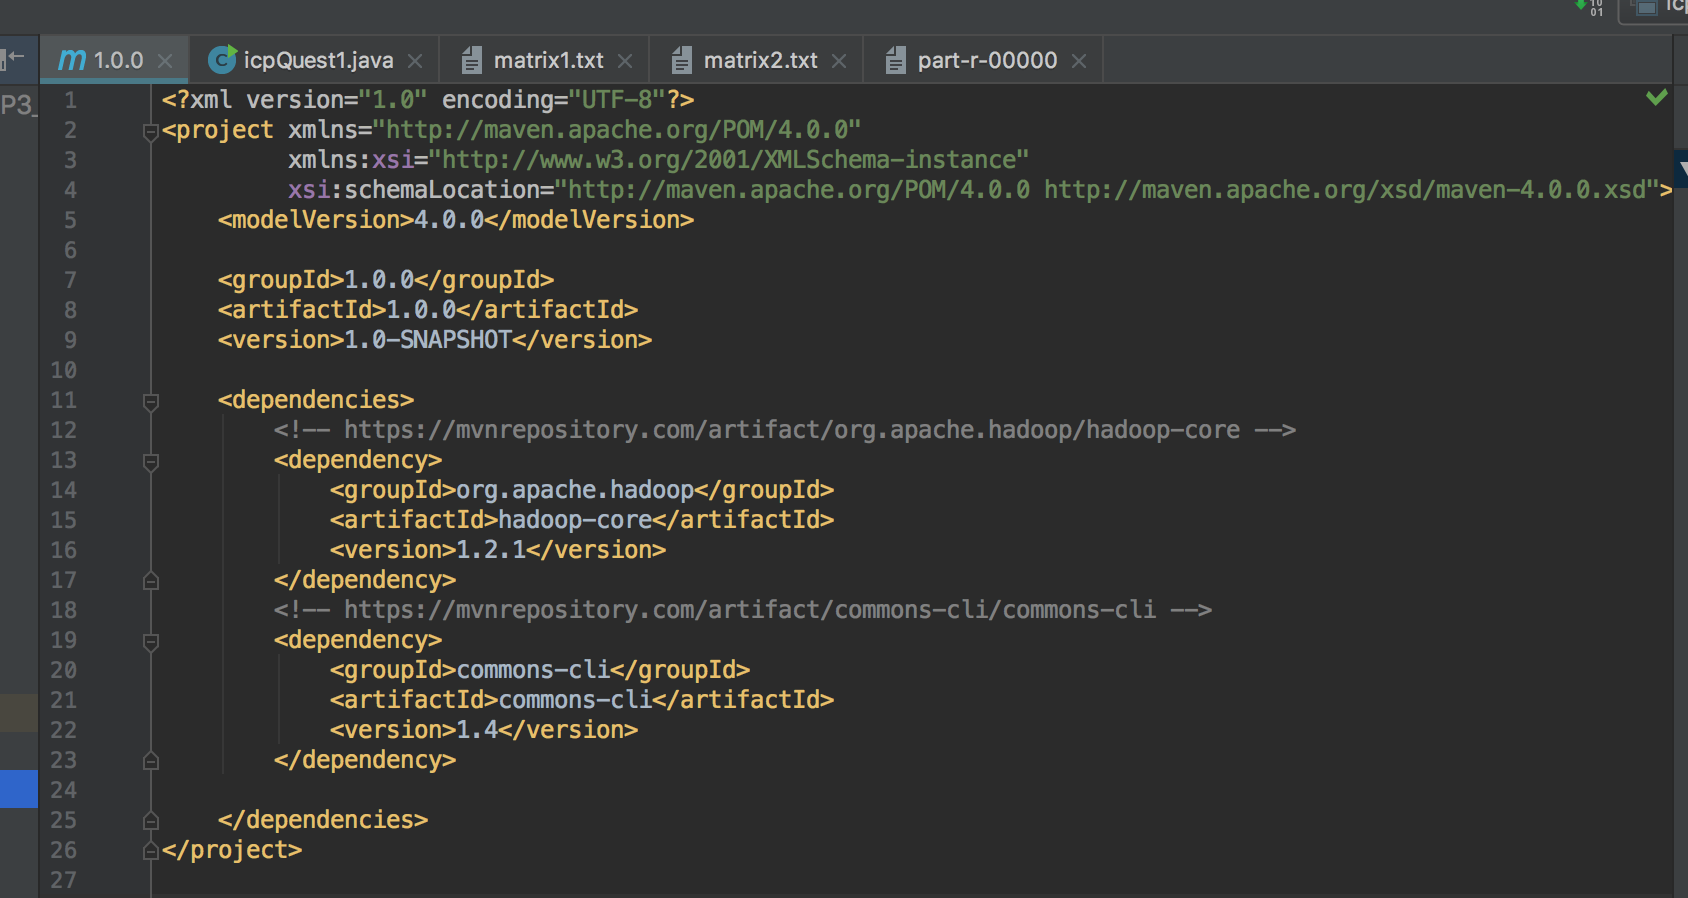 10
01
icp
m 1.0.0
icpQuest1.java
matrix1.txt
matrix2.txt
part-r-00000
P3_
1 <?xml version="1.0" encoding="UTF-8"?>
2 <project xmlns="http://maven.apache.org/POM/4.0.0"
3 xmlns:xsi="http://www.w3.org/2001/XMLSchema-instance"
4 xsi:schemaLocation="http://maven.apache.org/POM/4.0.0 http://maven.apache.org/xsd/maven-4.0.0.xsd">
5 <modelVersion>4.0.0</modelVersion>
6
7 <groupId>1.0.0</groupId>
8 <artifactId>1.0.0</artifactId>
9 <version>1.0-SNAPSHOT</version>
10
11 <dependencies>
12 <!-- https://mvnrepository.com/artifact/org.apache.hadoop/hadoop-core -->
13 <dependency>
14 <groupId>org.apache.hadoop</groupId>
15 <artifactId>hadoop-core</artifactId>
16 <version>1.2.1</version>
17 </dependency>
18 <!-- https://mvnrepository.com/artifact/commons-cli/commons-cli -->
19 <dependency>
20 <groupId>commons-cli</groupId>
21 <artifactId>commons-cli</artifactId>
22 <version>1.4</version>
23 </dependency>
24
25 </dependencies>
26 </project>
27